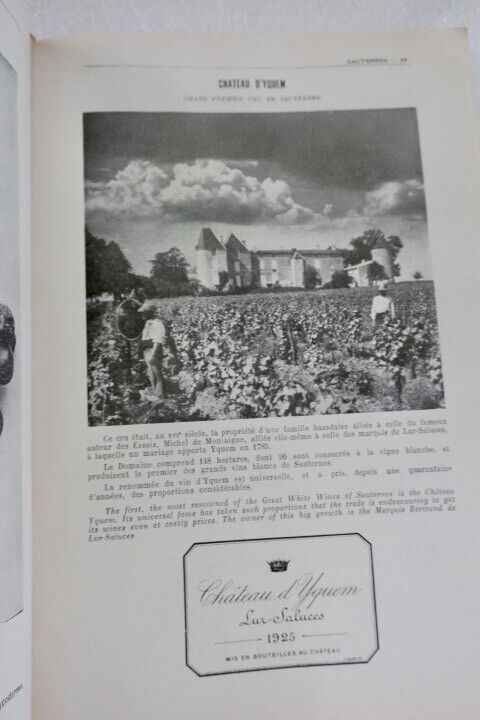 SAUTERNES — 29
CHATEAU D'YQUEM
GRAND PREMIER CRU DE SAUTERNES.
Ce cru était, au XVIe siècle, la propriété d'une famille bazadaise alliée à celle du fameux
auteur des Essais, Michel de Montaigne, alliée elle-même à celle des marquis de Lur-Saluces,
à laquelle un mariage apporta Yquem en 1785.
Le Domaine comprend 148 hectares, dont 90 sont consacrés à la vigne blanche, et
produisent le premier des grands vins blancs de Sauternes.
La renommée du vin d'Yquem est universelle, et a pris, depuis une quarantaine
d'années, des proportions considérables.
The first, the most renowned of the Great White Wines of Sauternes is the Château
Yquem. Its universal fame has taken such proportions that the trade is endeavouring to get
its wines even at costly prices. The owner of this big growth is the Marquis Bertrand de
Lur-Saluces
Château d'Yquem
Lur-Saluces
1925
MIS EN BOUTEILLES AU CHÂTEAU